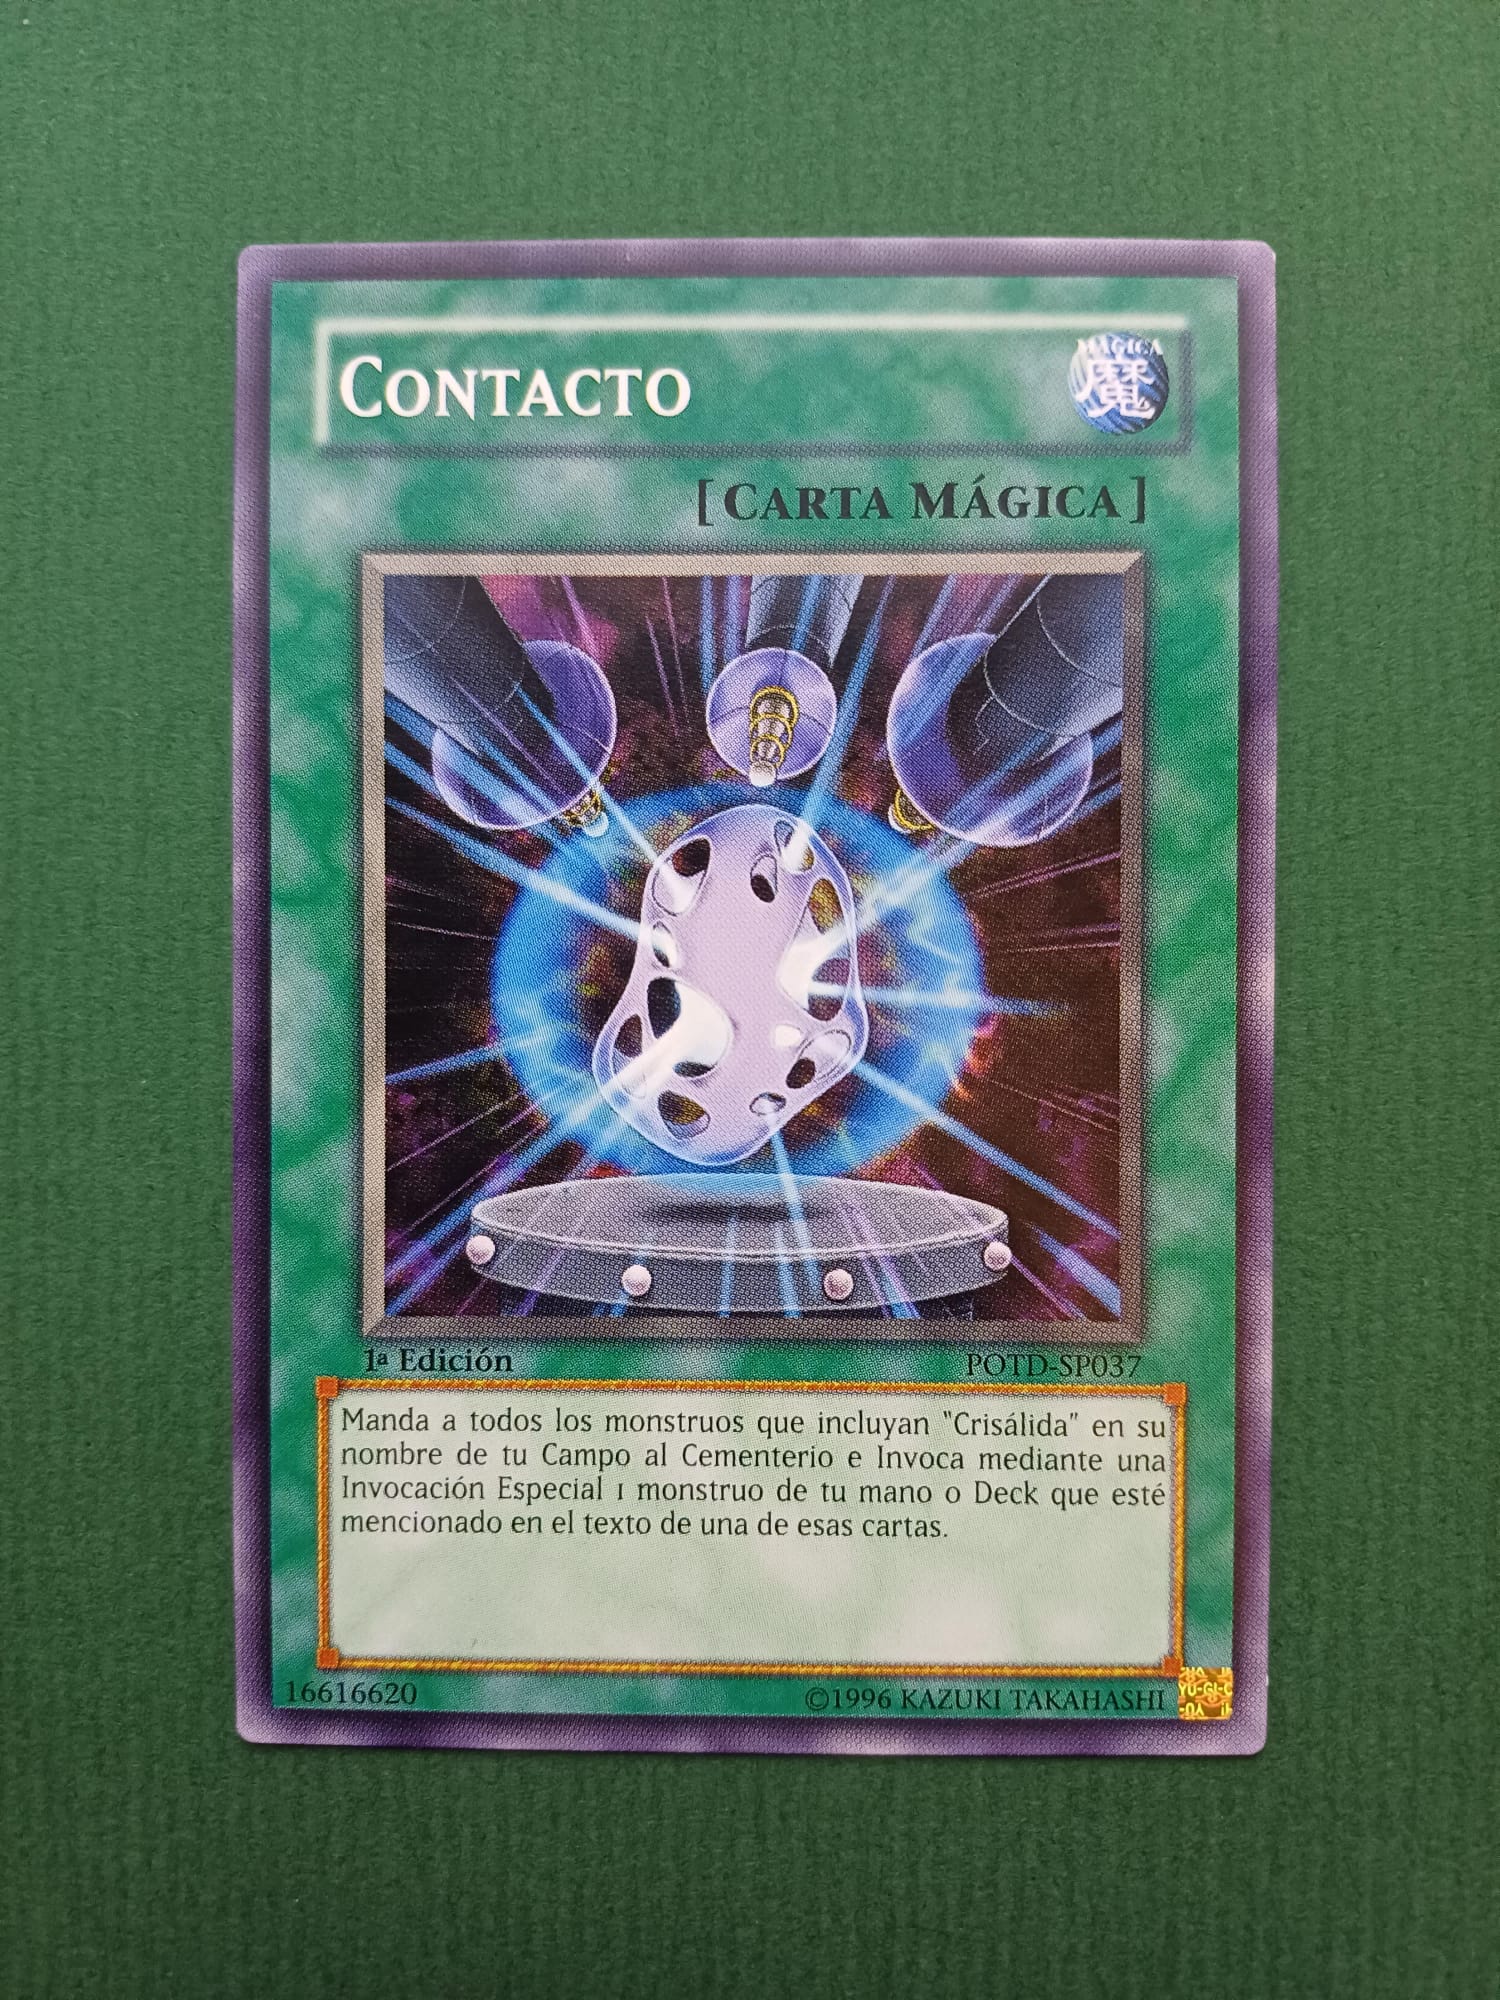 CONTACTO
MÁGICA
魔
[CARTA MÁGICA]
1ª Edición
POTD-SP037
Manda a todos los monstruos que incluyan "Crisálida" en su
nombre de tu Campo al Cementerio e Invoca mediante una
Invocación Especial 1 monstruo de tu mano o Deck que esté
mencionado en el texto de una de esas cartas.
16616620
©1996 KAZUKI TAKAHASHI